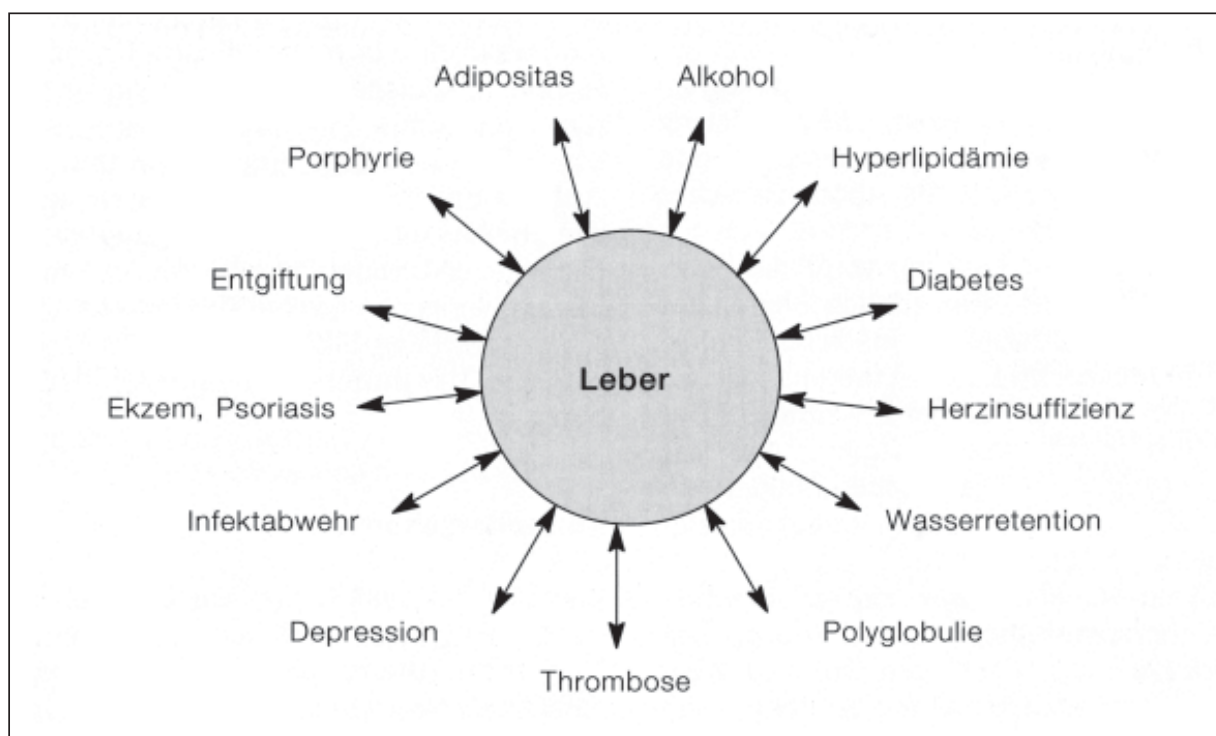 Adipositas
Alkohol
Porphyrie
Hyperlipidämie
Entgiftung
Diabetes
Leber
Ekzem, Psoriasis
Herzinsuffizienz
Infektabwehr
Wasserretention
Depression
Polyglobulie
Thrombose